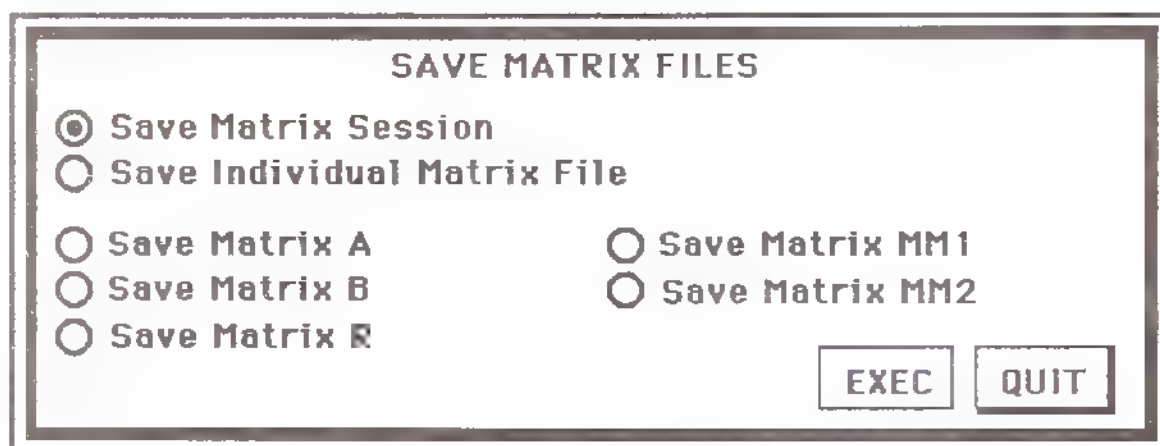 SAVE MATRIX FILES
Save Matrix Session
Save Individual Matrix File
Save Matrix A
Save Matrix MM1
Save Matrix B
Save Matrix MM2
Save Matrix
EXEC
QUIT